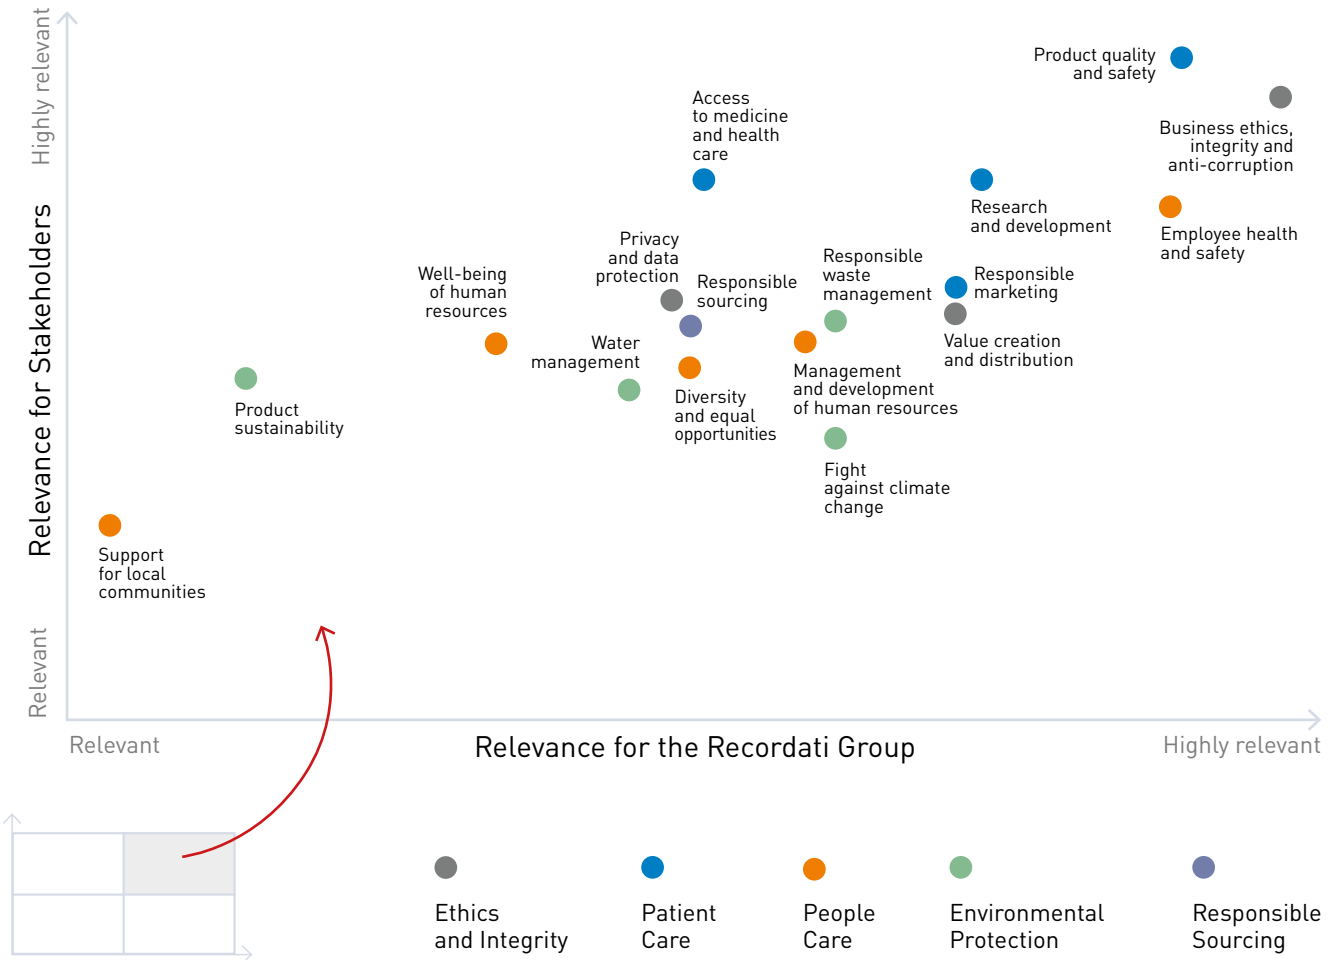 Highly relevant
Relevance for Stakeholders
Relevant
Product quality
and safety
Business ethics,
integrity and
anti-corruption
Access
to medicine
and health
care
Research
and development
Employee health
and safety
Privacy
and data
protection
Responsible
sourcing
Responsible
waste
management
Responsible
marketing
Value creation
and distribution
Well-being
of human
resources
Water
management
Management
and development
of human resources
Diversity
and equal
opportunities
Product
sustainability
Fight
against climate
change
Support
for local
communities
Relevant
Relevance for the Recordati Group
Highly relevant
Ethics
and Integrity
Patient
Care
People
Care
Environmental
Protection
Responsible
Sourcing